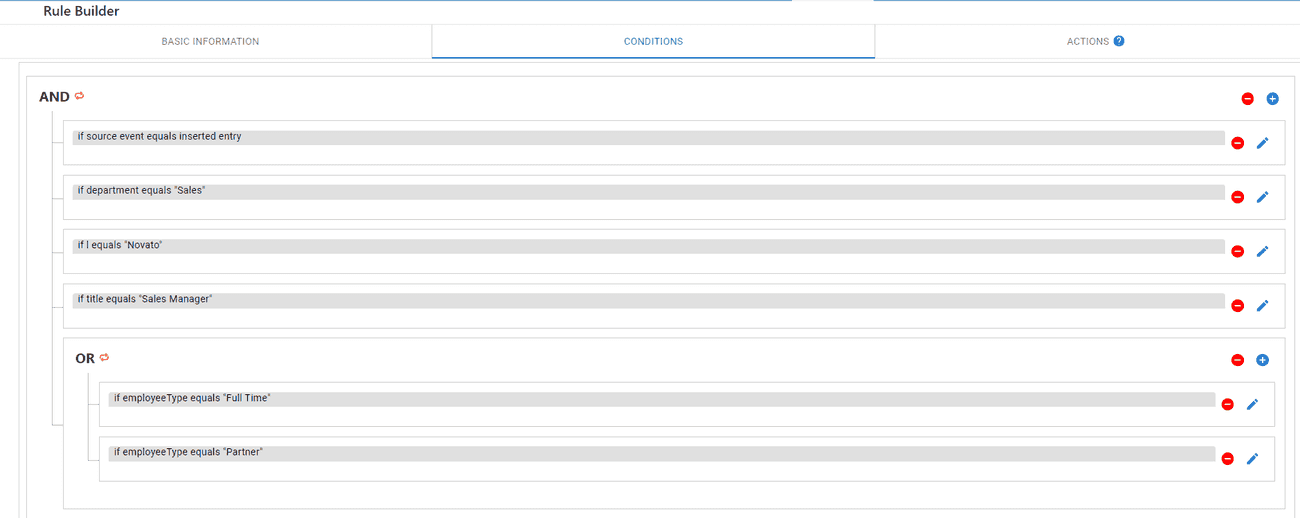 Rule Builder
BASIC INFORMATION
CONDITIONS
ACTIONS ?
AND
if source event equals inserted entry
if department equals "Sales"
if l equals "Novato"
if title equals "Sales Manager"
OR
if employeeType equals "Full Time"
if employeeType equals "Partner"